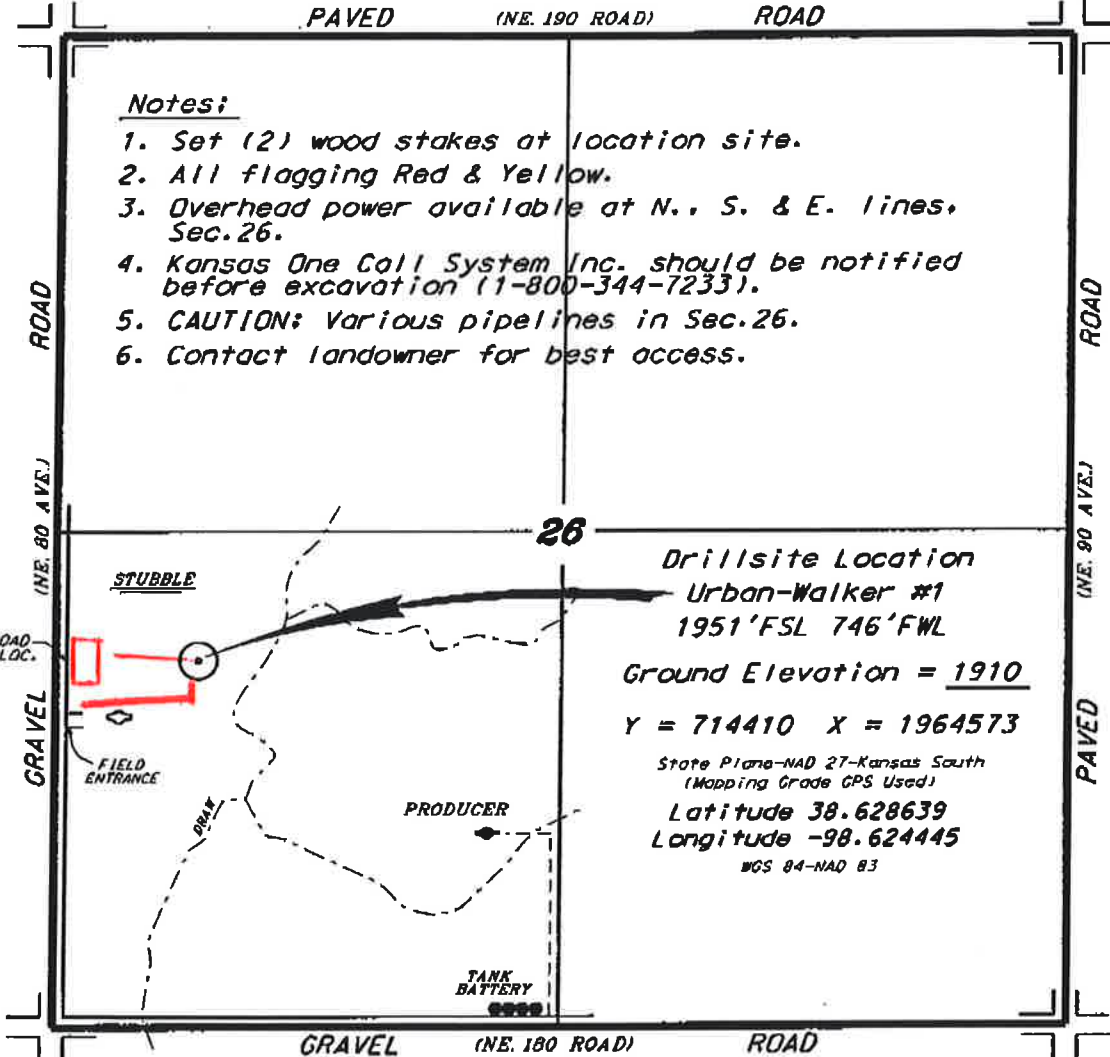 PAVED (NE. 190 ROAD) ROAD
Notes:
1. Set (2) wood stakes at location site.
2. All flagging Red & Yellow.
3. Overhead power available at N., S. & E. lines,
Sec.26.
4. Kansas One Call System Inc. should be notified
before excavation (1-800-344-7233).
5. CAUTION: Various pipelines in Sec.26.
6. Contact landowner for best access.
ROAD
(NE. 80 AVE.)
GRAVEL
ROAD
(NE. 90 AVE.)
PAVED
26
STUBBLE
Drillsite Location
Urban-Walker #1
1951'FSL 746'FWL
Ground Elevation = 1910
Y = 714410 X = 1964573
State Plane-NAD 27-Kansas South
(Mapping Grade GPS Used)
Latitude 38.628639
Longitude -98.624445
WGS 84-NAD 83
OAD
LOC.
FIELD
ENTRANCE
DRAW
PRODUCER
TANK
BATTERY
GRAVEL (NE. 180 ROAD) ROAD